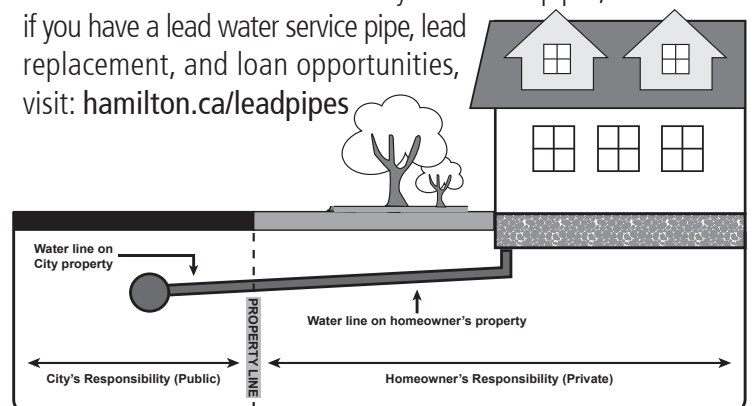 if you have a lead water service pipe, lead
replacement, and loan opportunities,
visit: hamilton.ca/leadpipes
Water line on
City property
PROPERTY LINE
Water line on homeowner's property
City's Responsibility (Public)
Homeowner's Responsibility (Private)